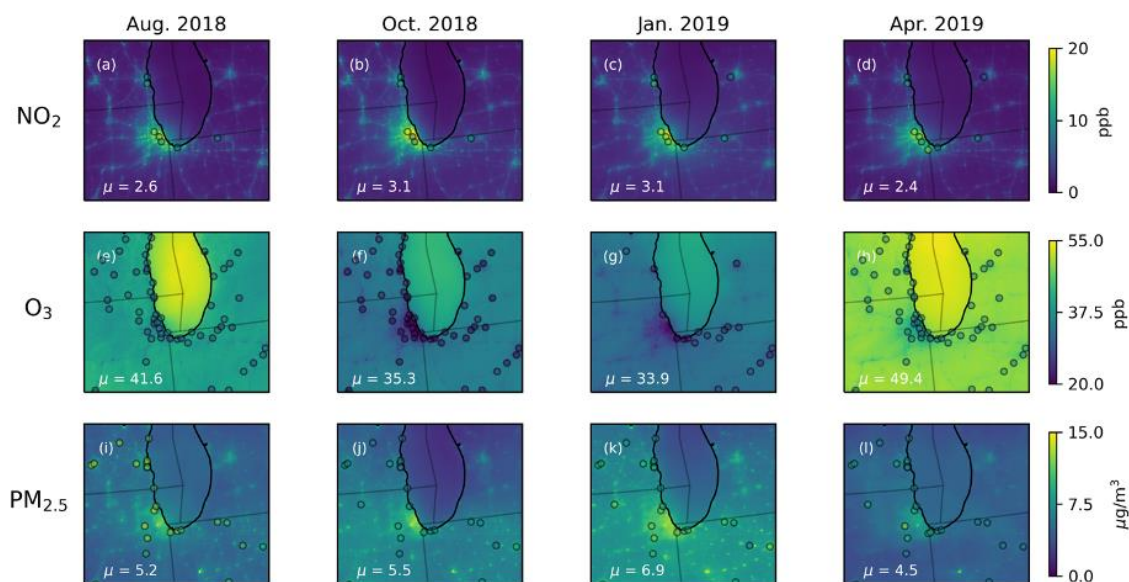 Aug. 2018 Oct. 2018 Jan. 2019 Apr. 2019
NO₂ (a) (b) (c) (d) 20
10 ppb
μ = 2.6 μ = 3.1 μ = 3.1 μ = 2.4 0
O₃ (e) (f) (g) (h) 55.0
37.5 ppb
μ = 41.6 μ = 35.3 μ = 33.9 μ = 49.4 20.0
PM₂.₅ (i) (j) (k) (l) 15.0
7.5 μg/m³
μ = 5.2 μ = 5.5 μ = 6.9 μ = 4.5 0.0